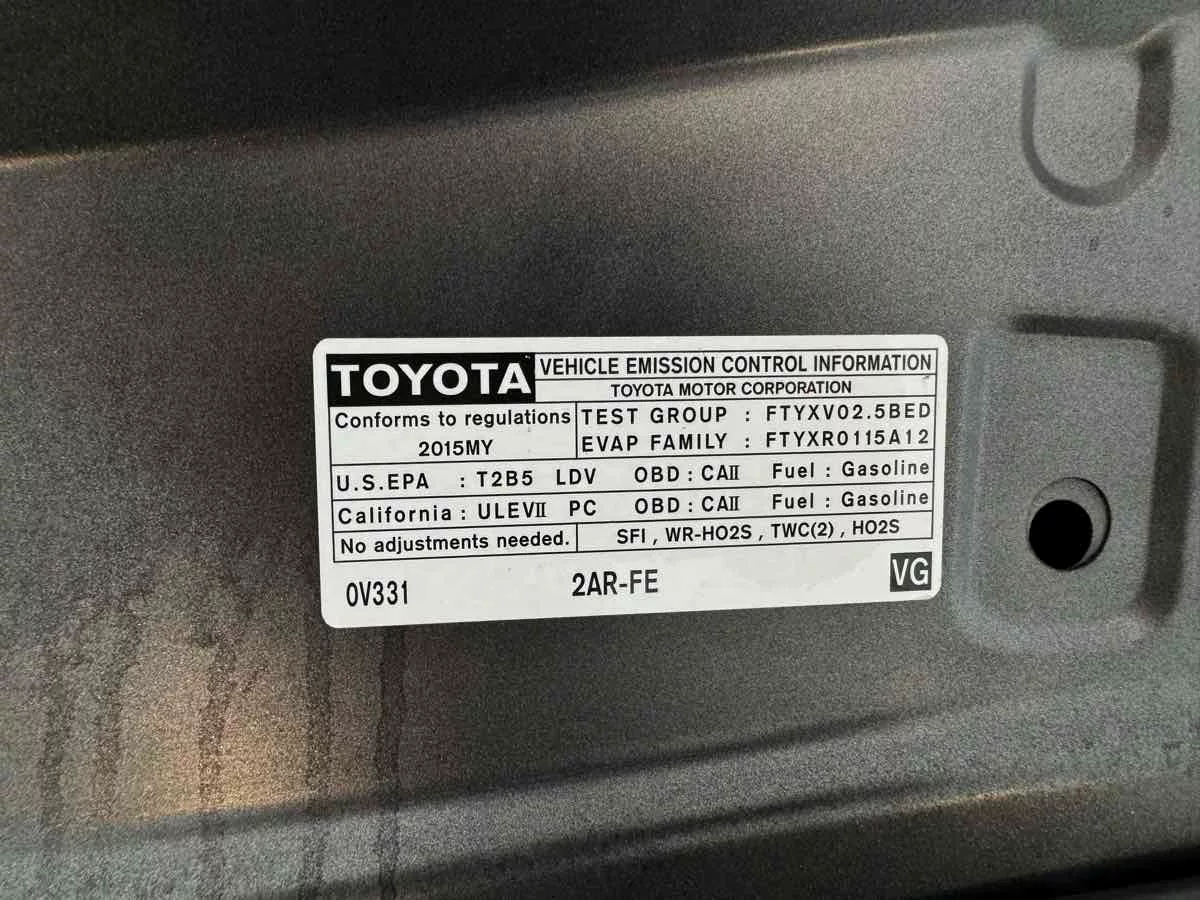 TOYOTA VEHICLE EMISSION CONTROL INFORMATION
TOYOTA MOTOR CORPORATION
Conforms to regulations TEST GROUP : FTYXV02.5BED
2015MY EVAP FAMILY : FTYXR0115A12
U.S.EPA : T2B5 LDV OBD : CAII Fuel : Gasoline
California : ULEVII PC OBD : CAII Fuel : Gasoline
No adjustments needed. SFI , WR-HO2S , TWC(2) , HO2S
0V331 2AR-FE VG